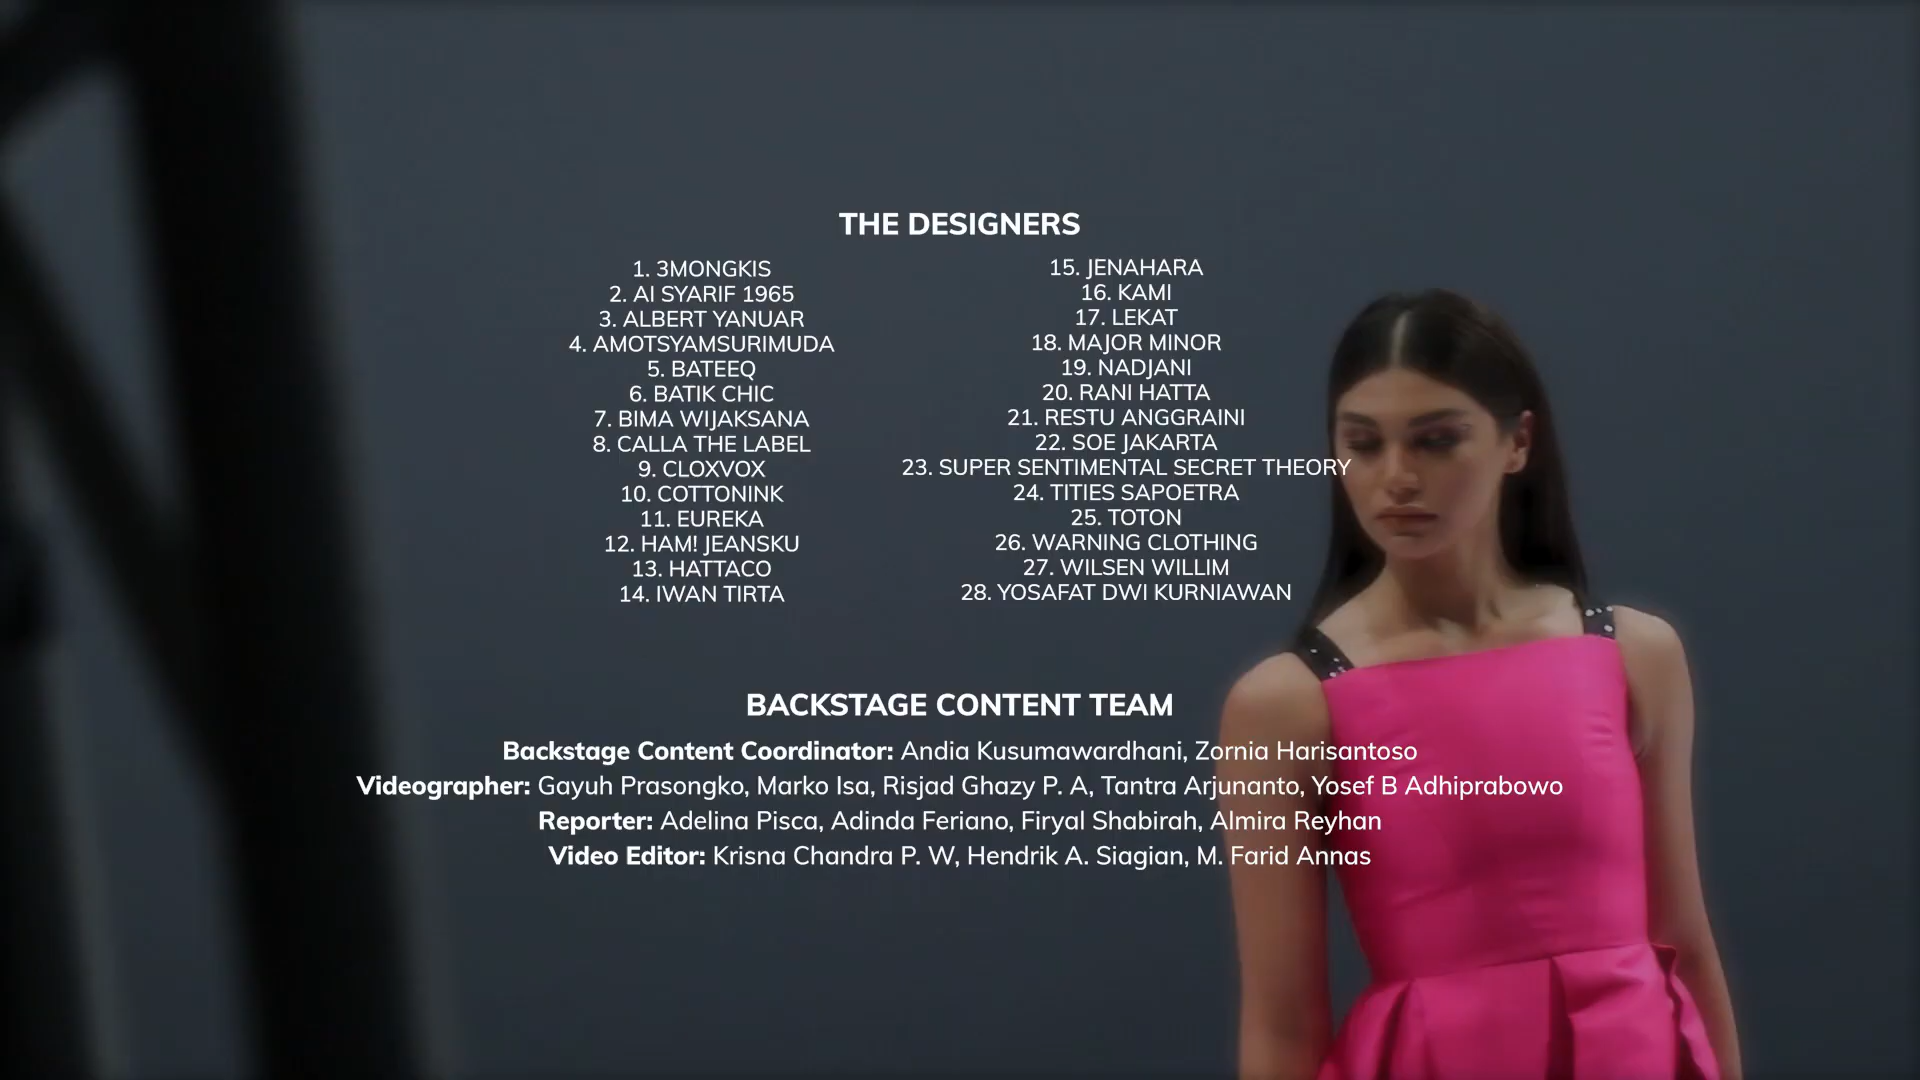 THE DESIGNERS
1. 3MONGKIS
2. AI SYARIF 1965
3. ALBERT YANUAR
4. AMOTSYAMSURIMUDA
5. BATEEQ
6. BATIK CHIC
7. BIMA WIJAKSANA
8. CALLA THE LABEL
9. CLOXVOX
10. COTTONINK
11. EUREKA
12. HAM! JEANSKU
13. HATTACO
14. IWAN TIRTA
15. JENAHARA
16. KAMI
17. LEKAT
18. MAJOR MINOR
19. NADJANI
20. RANI HATTA
21. RESTU ANGGRAINI
22. SOE JAKARTA
23. SUPER SENTIMENTAL SECRET THEORY
24. TITIES SAPOETRA
25. TOTON
26. WARNING CLOTHING
27. WILSEN WILLIM
28. YOSAFAT DWI KURNIAWAN
BACKSTAGE CONTENT TEAM
Backstage Content Coordinator: Andia Kusumawardhani, Zornia Harisantoso
Videographer: Gayuh Prasongko, Marko Isa, Risjad Ghazy P. A, Tantra Arjunanto, Yosef B Adhiprabowo
Reporter: Adelina Pisca, Adinda Feriano, Firyal Shabirah, Almira Reyhan
Video Editor: Krisna Chandra P. W, Hendrik A. Siagian, M. Farid Annas